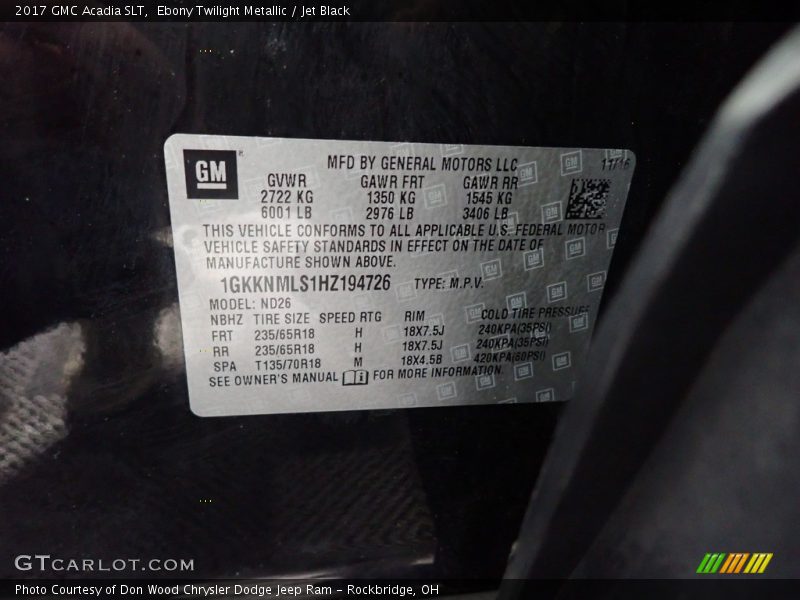 2017 GMC Acadia SLT, Ebony Twilight Metallic / Jet Black
GM
MFD BY GENERAL MOTORS LLC 11/16
GVWR GAWR FRT GAWR RR
2722 KG 1350 KG 1545 KG
6001 LB 2976 LB 3406 LB
THIS VEHICLE CONFORMS TO ALL APPLICABLE U.S. FEDERAL MOTOR
VEHICLE SAFETY STANDARDS IN EFFECT ON THE DATE OF
MANUFACTURE SHOWN ABOVE.
1GKKNMLS1HZ194726 TYPE: M.P.V.
MODEL: ND26
NBHZ TIRE SIZE SPEED RTG RIM COLD TIRE PRESSURE
FRT 235/65R18 H 18X7.5J 240KPA(35PSI)
RR 235/65R18 H 18X7.5J 240KPA(35PSI)
SPA T135/70R18 M 18X4.5B 420KPA(60PSI)
SEE OWNER'S MANUAL FOR MORE INFORMATION.
GTCARLOT.COM
Photo Courtesy of Don Wood Chrysler Dodge Jeep Ram – Rockbridge, OH